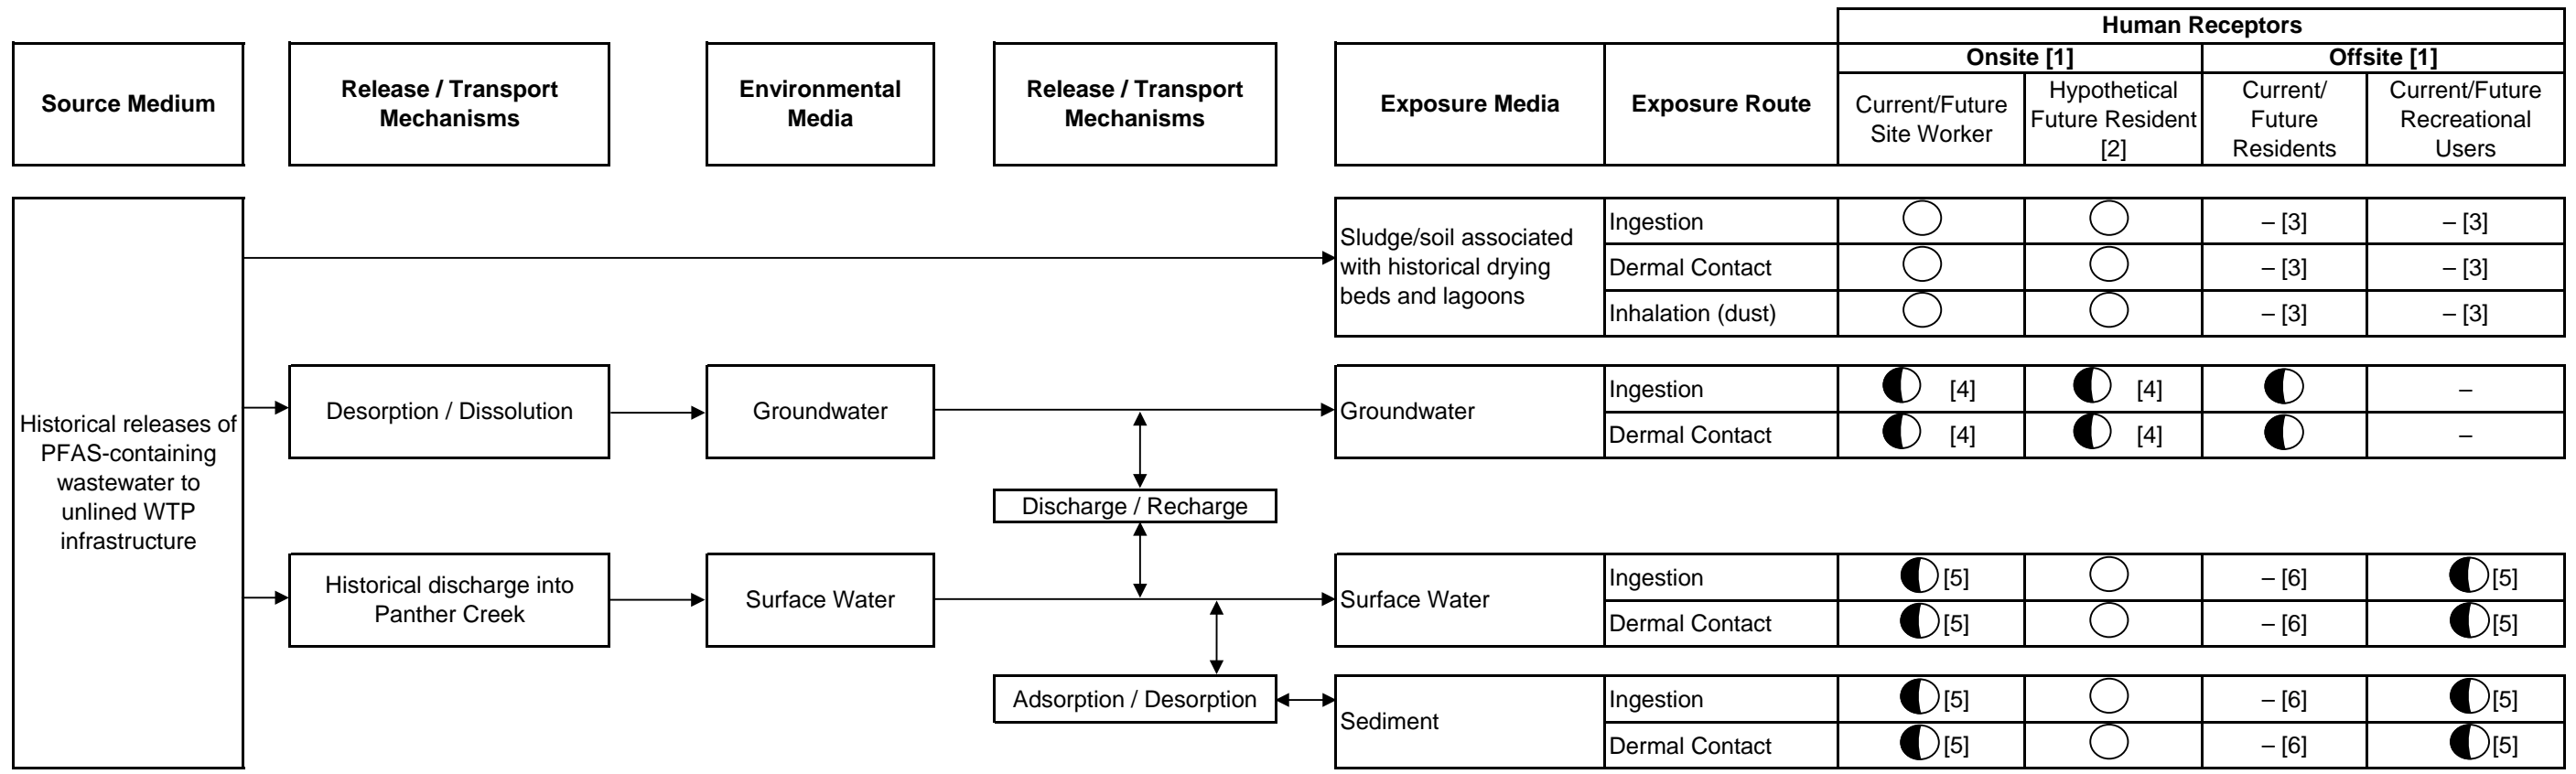 Human Receptors
Onsite [1]
Offsite [1]
Source Medium
Release / Transport
Mechanisms
Environmental
Media
Release / Transport
Mechanisms
Exposure Media
Exposure Route
Current/Future
Site Worker
Hypothetical
Future Resident
[2]
Current/
Future
Residents
Current/Future
Recreational
Users
Historical releases of
PFAS-containing
wastewater to
unlined WTP
infrastructure
Sludge/soil associated
with historical drying
beds and lagoons
Ingestion
– [3]
– [3]
Dermal Contact
– [3]
– [3]
Inhalation (dust)
– [3]
– [3]
Desorption / Dissolution
Groundwater
Groundwater
Ingestion
[4]
[4]
–
Dermal Contact
[4]
[4]
–
Discharge / Recharge
Historical discharge into
Panther Creek
Surface Water
Surface Water
Ingestion
[5]
– [6]
[5]
Dermal Contact
[5]
– [6]
[5]
Adsorption / Desorption
Sediment
Ingestion
[5]
– [6]
[5]
Dermal Contact
[5]
– [6]
[5]